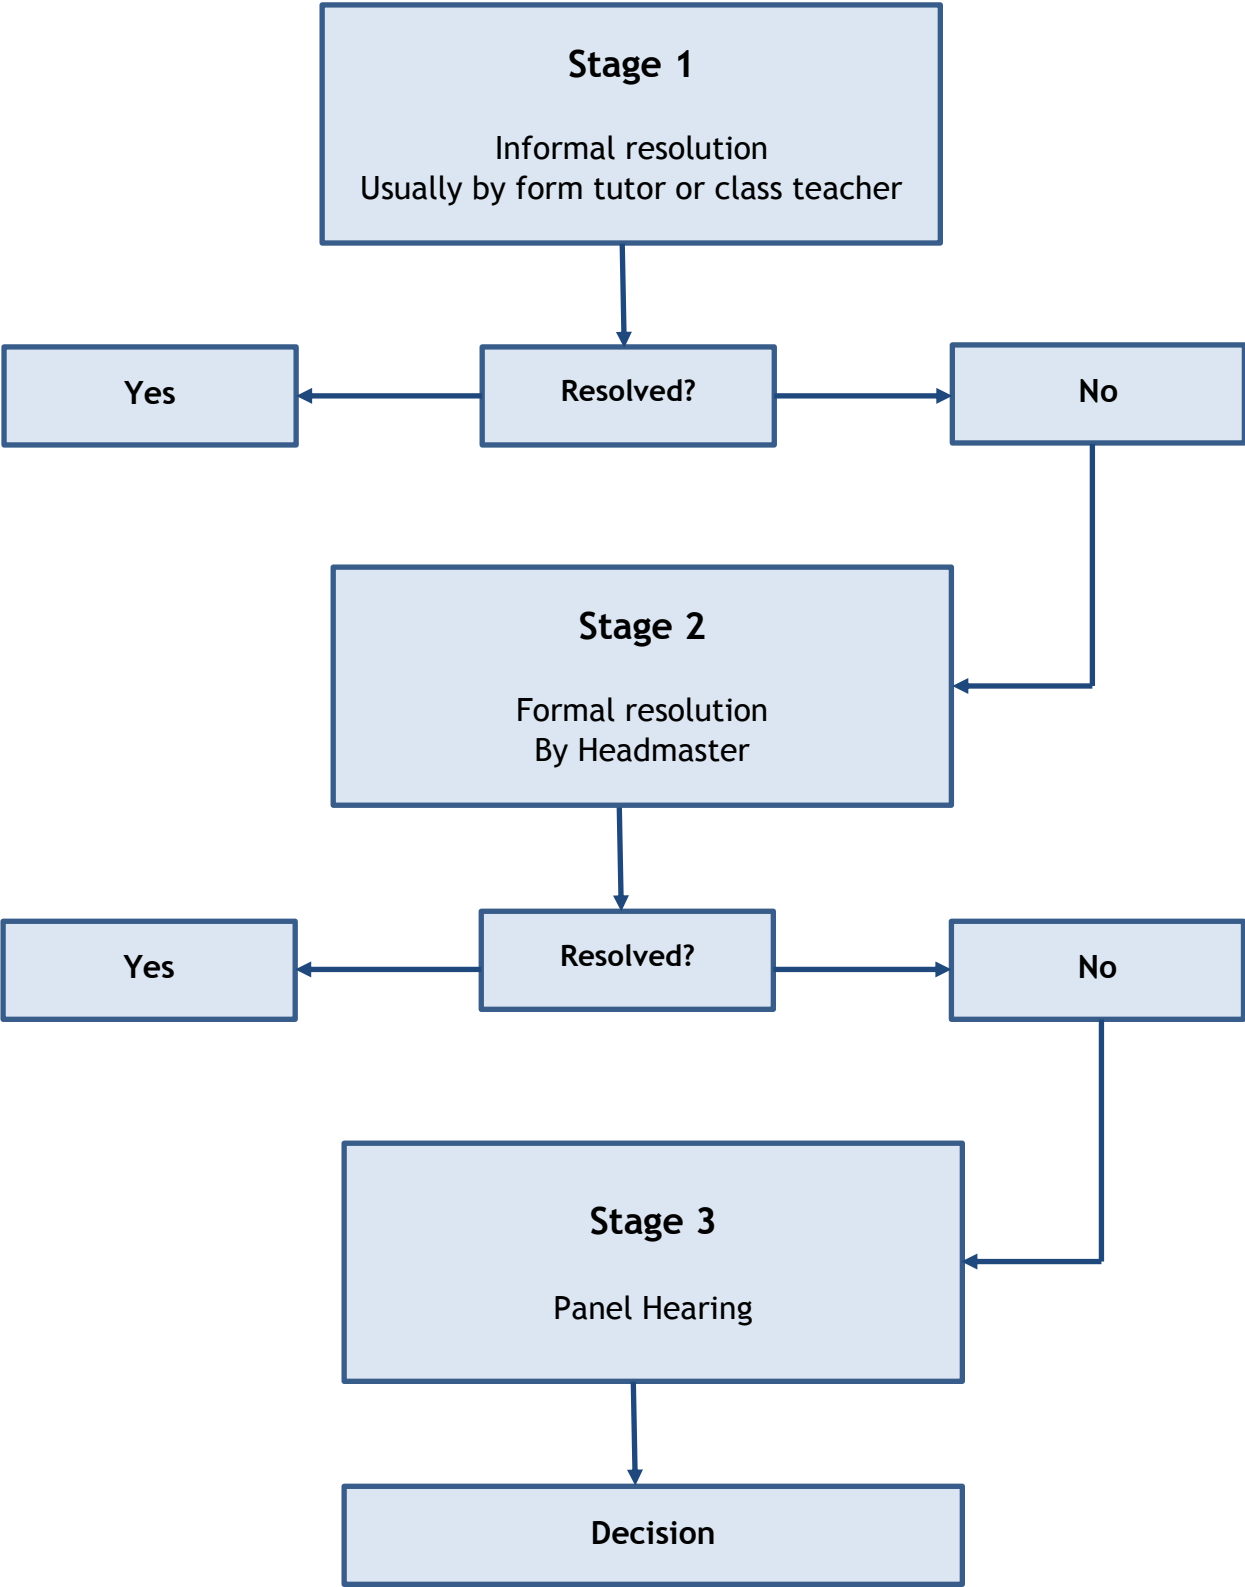 Stage 1
Informal resolution
Usually by form tutor or class teacher
Yes
Resolved?
No
Stage 2
Formal resolution
By Headmaster
Yes
Resolved?
No
Stage 3
Panel Hearing
Decision